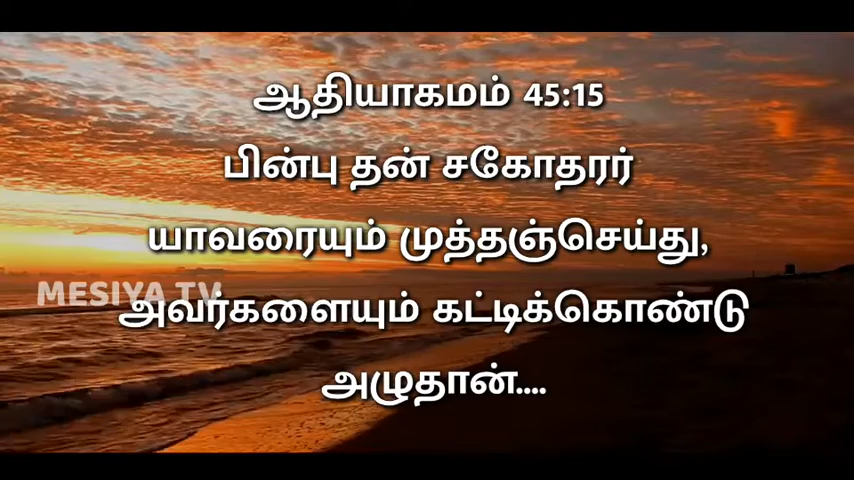 ஆதியாகமம் 45:15
பின்பு தன் சகோதரர்
யாவரையும் முத்தஞ்செய்து,
MESIYA TV
அவர்களையும் கட்டிக்கொண்டு
அழுதான்....